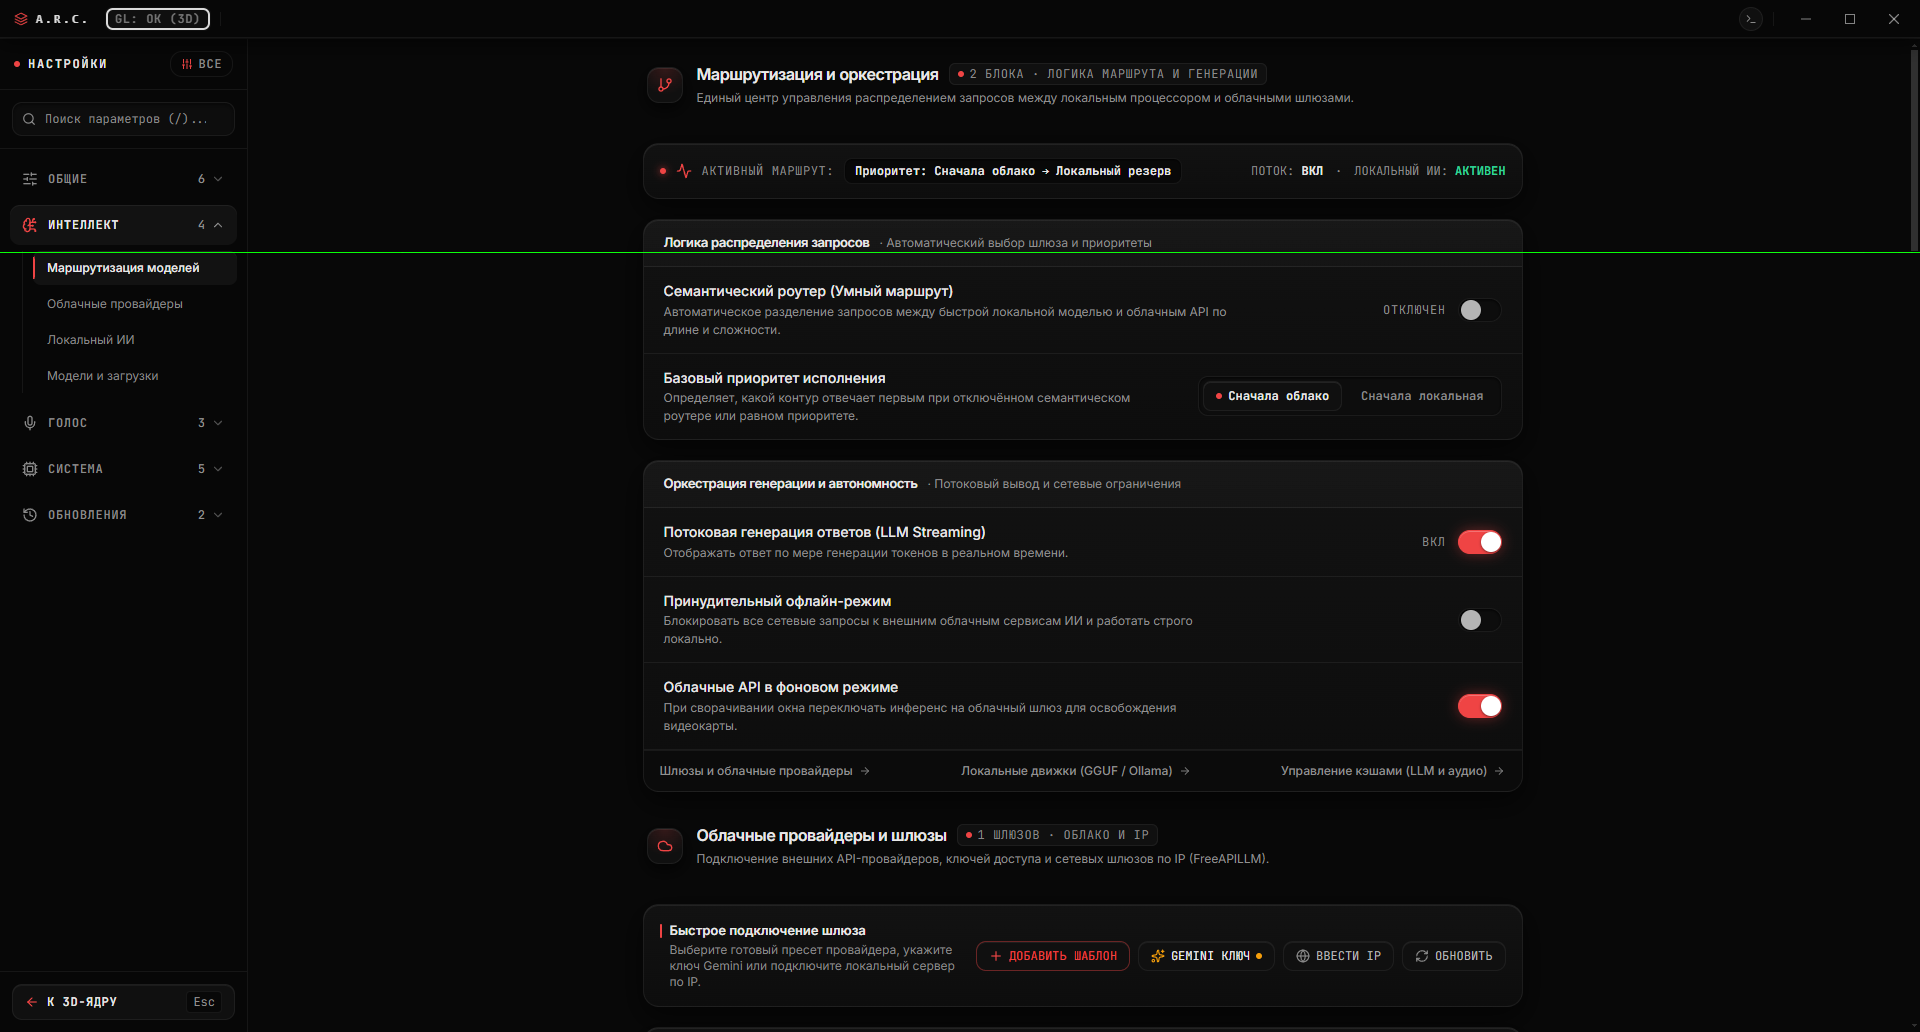 A.R.C.
GL: OK (3D)
НАСТРОЙКИ
ВСЕ
Поиск параметров (/)...
ОБЩИЕ 6
ИНТЕЛЛЕКТ 4
Маршрутизация моделей
Облачные провайдеры
Локальный ИИ
Модели и загрузки
ГОЛОС 3
СИСТЕМА 5
ОБНОВЛЕНИЯ 2
К 3D-ЯДРУ Esc
Маршрутизация и оркестрация
2 БЛОКА · ЛОГИКА МАРШРУТА И ГЕНЕРАЦИИ
Единый центр управления распределением запросов между локальным процессором и облачными шлюзами.
АКТИВНЫЙ МАРШРУТ: Приоритет: Сначала облако → Локальный резерв
ПОТОК: ВКЛ · ЛОКАЛЬНЫЙ ИИ: АКТИВЕН
Логика распределения запросов · Автоматический выбор шлюза и приоритеты
Семантический роутер (Умный маршрут)
Автоматическое разделение запросов между быстрой локальной моделью и облачным API по
длине и сложности.
ОТКЛЮЧЕН
Базовый приоритет исполнения
Определяет, какой контур отвечает первым при отключённом семантическом
роутере или равном приоритете.
Сначала облако
Сначала локальная
Оркестрация генерации и автономность · Потоковый вывод и сетевые ограничения
Потоковая генерация ответов (LLM Streaming)
Отображать ответ по мере генерации токенов в реальном времени.
ВКЛ
Принудительный офлайн-режим
Блокировать все сетевые запросы к внешним облачным сервисам ИИ и работать строго
локально.
Облачные API в фоновом режиме
При сворачивании окна переключать инференс на облачный шлюз для освобождения
видеокарты.
Шлюзы и облачные провайдеры →
Локальные движки (GGUF / Ollama) →
Управление кэшами (LLM и аудио) →
Облачные провайдеры и шлюзы
1 ШЛЮЗОВ · ОБЛАКО И IP
Подключение внешних API-провайдеров, ключей доступа и сетевых шлюзов по IP (FreeAPILLM).
Быстрое подключение шлюза
Выберите готовый пресет провайдера, укажите
ключ Gemini или подключите локальный сервер
по IP.
+ ДОБАВИТЬ ШАБЛОН
GEMINI КЛЮЧ
ВВЕСТИ IP
ОБНОВИТЬ